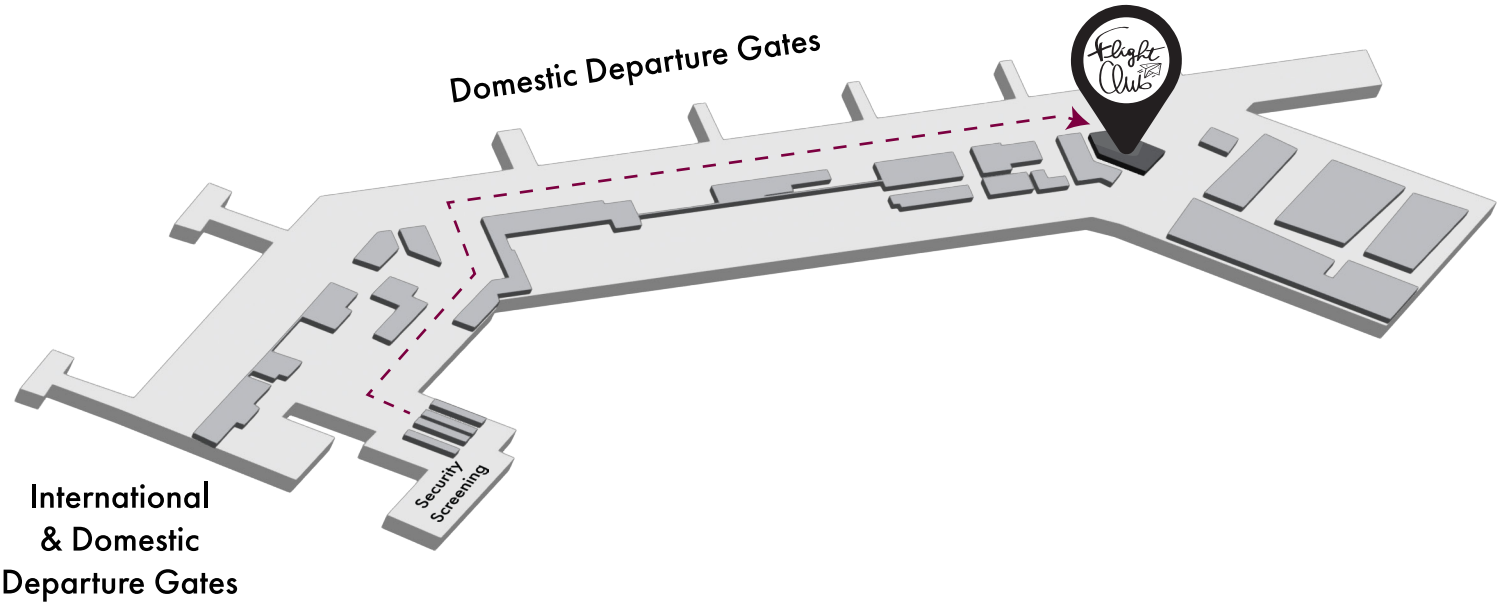 Domestic Departure Gates
Flight
Club
Security
Screening
International
& Domestic
Departure Gates